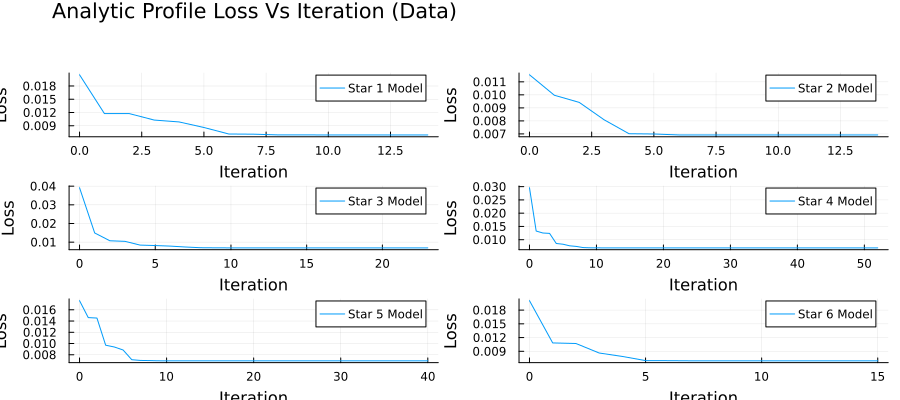 Analytic Profile Loss Vs Iteration (Data)
Loss
0.018
0.015
0.012
0.009
Star 1 Model
0.0 2.5 5.0 7.5 10.0 12.5
Iteration
0.011
0.010
0.009
0.008
0.007
Star 2 Model
0.0 2.5 5.0 7.5 10.0 12.5
Iteration
Loss
0.04
0.03
0.02
0.01
Star 3 Model
0 5 10 15 20
Iteration
Loss
0.030
0.025
0.020
0.015
0.010
Star 4 Model
0 10 20 30 40 50
Iteration
Loss
0.016
0.014
0.012
0.010
0.008
Star 5 Model
0 10 20 30 40
Iteration
Loss
0.018
0.015
0.012
0.009
Star 6 Model
0 5 10 15
Iteration
Loss